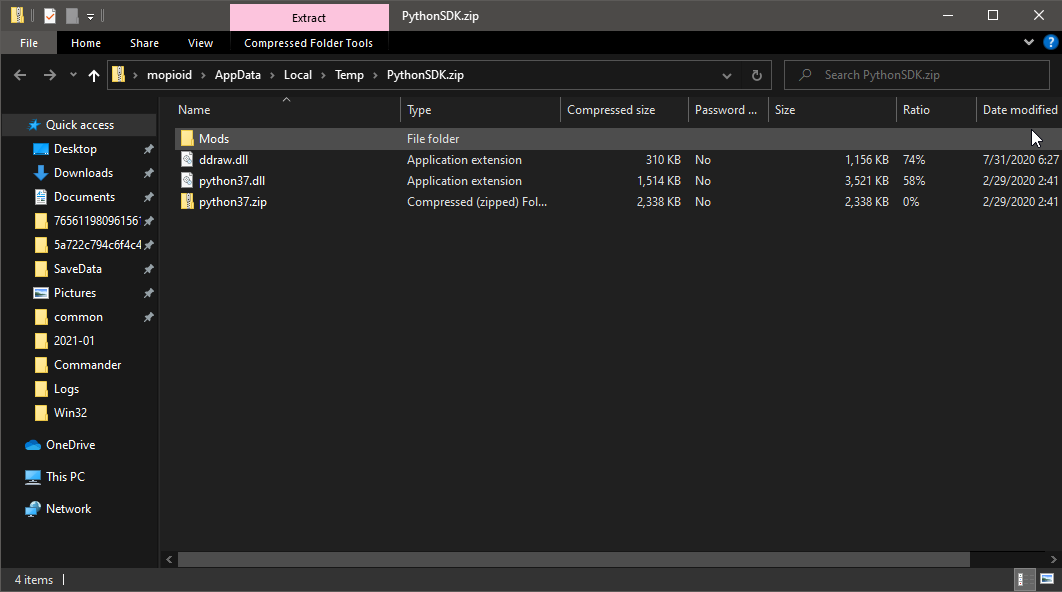 Extract
PythonSDK.zip
File
Home
Share
View
Compressed Folder Tools
?
mopioid › AppData › Local › Temp › PythonSDK.zip
Search PythonSDK.zip
Name
Type
Compressed size
Password ...
Size
Ratio
Date modified
Quick access
Desktop
Downloads
Documents
SaveData
Pictures
common
2021-01
Commander
Logs
Win32
OneDrive
This PC
Network
Mods File folder
ddraw.dll Application extension 310 KB No 1,156 KB 74% 7/31/2020 6:27
python37.dll Application extension 1,514 KB No 3,521 KB 58% 2/29/2020 2:41
python37.zip Compressed (zipped) Fol... 2,338 KB No 2,338 KB 0% 2/29/2020 2:41
4 items